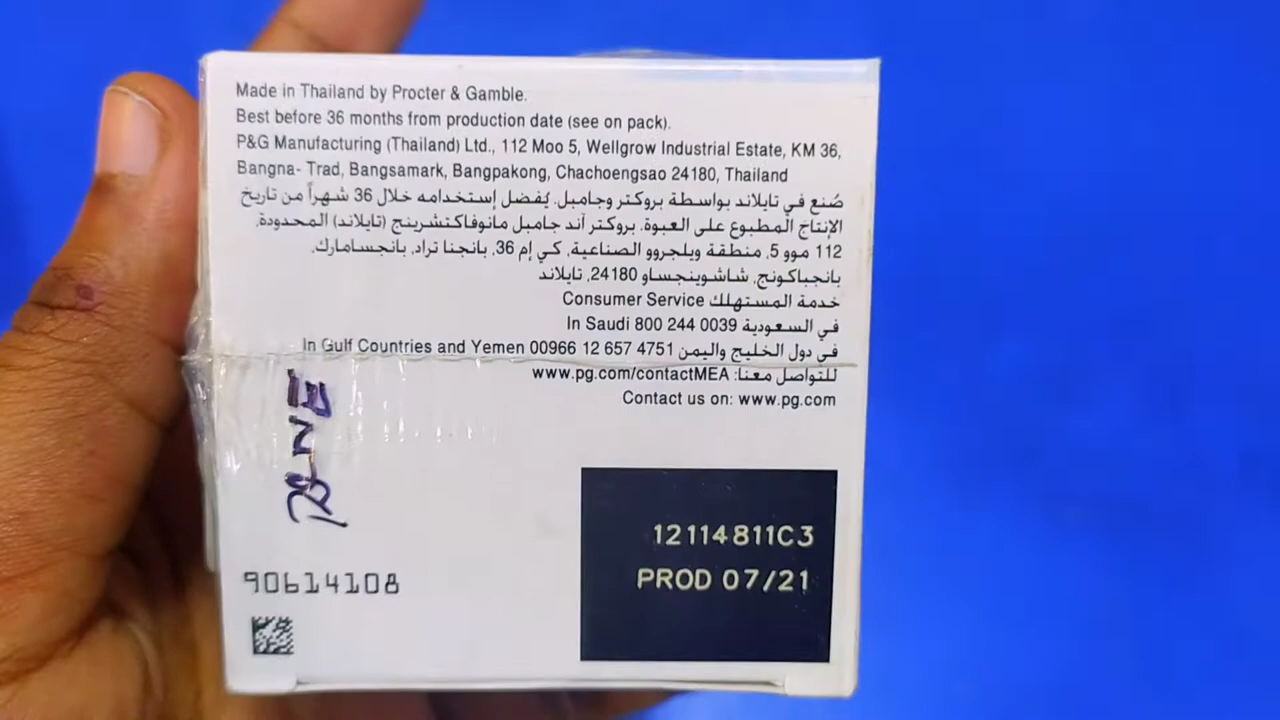 Made in Thailand by Procter & Gamble.
Best before 36 months from production date (see on pack).
P&G Manufacturing (Thailand) Ltd., 112 Moo 5, Wellgrow Industrial Estate, KM 36,
Bangna- Trad, Bangsamark, Bangpakong, Chachoengsao 24180, Thailand
صُنع في تايلاند بواسطة بروكتر وجامبل. يُفضل إستخدامه خلال 36 شهراً من تاريخ
الإنتاج المطبوع على العبوة. بروكتر آند جامبل مانوفاكتشرينج (تايلاند) المحدودة,
112 موو 5, منطقة ويلجروو الصناعية, كي إم 36, بانجنا تراد, بانجسامارك,
بانجباكونج, شاشوينجساو 24180, تايلاند
خدمة المستهلك Consumer Service
في السعودية In Saudi 800 244 0039
في دول الخليج واليمن In Gulf Countries and Yemen 00966 12 657 4751
للتواصل معنا: www.pg.com/contactMEA
Contact us on: www.pg.com
12114811C3
PROD 07/21
90614108